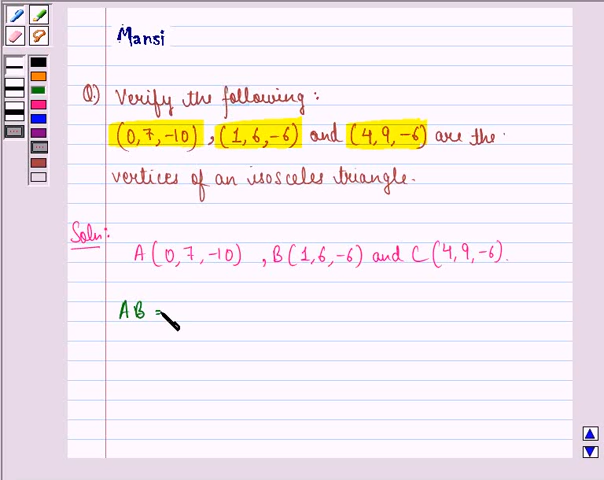 Mansi
Q) Verify the following :
(0, 7, -10) , (1, 6, -6) and (4, 9, -6) are the
vertices of an isosceles triangle.
Soln:
A (0, 7, -10) , B (1, 6, -6) and C (4, 9, -6).
AB =